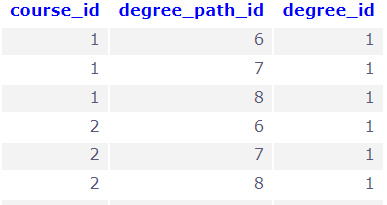 course_id degree_path_id degree_id
1 6 1
1 7 1
1 8 1
2 6 1
2 7 1
2 8 1